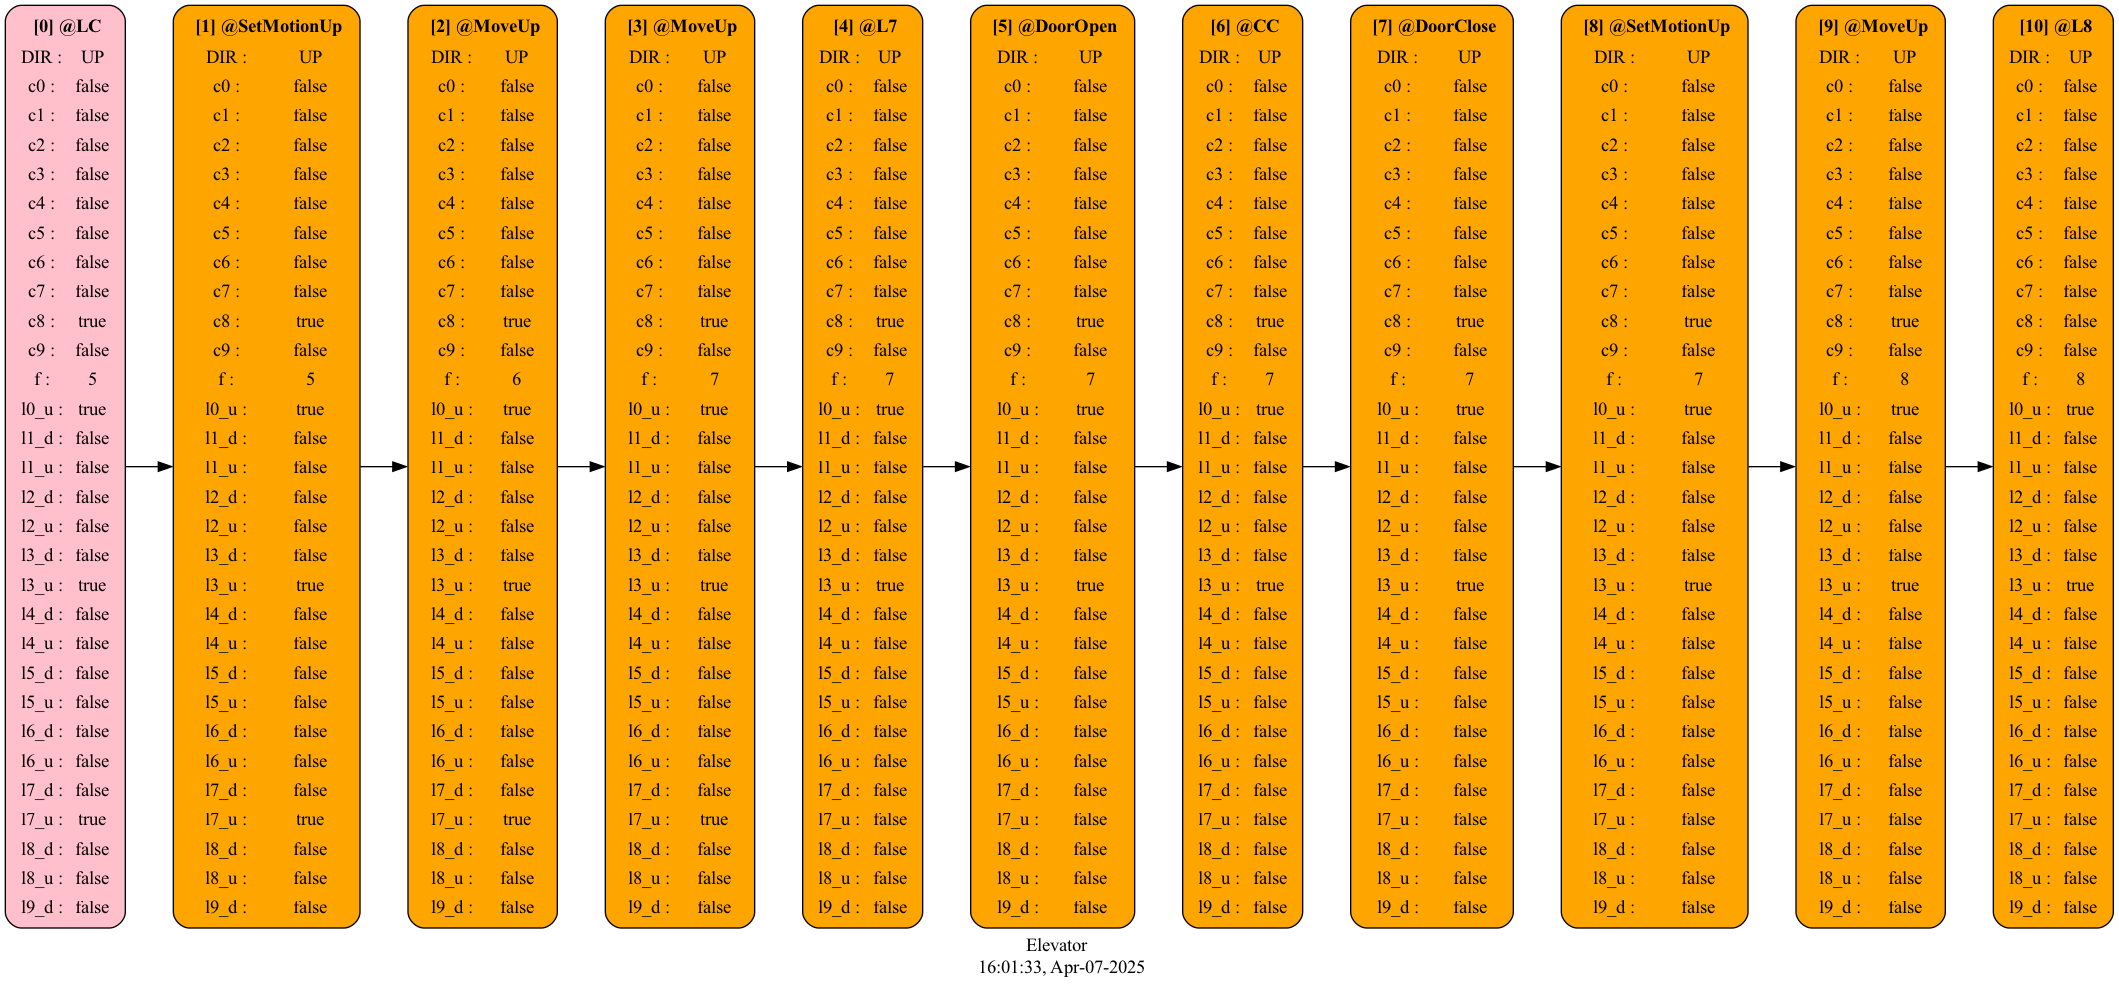 [0] @LC
DIR : UP
c0 : false
c1 : false
c2 : false
c3 : false
c4 : false
c5 : false
c6 : false
c7 : false
c8 : true
c9 : false
f : 5
l0_u : true
l1_d : false
l1_u : false
l2_d : false
l2_u : false
l3_d : false
l3_u : true
l4_d : false
l4_u : false
l5_d : false
l5_u : false
l6_d : false
l6_u : false
l7_d : false
l7_u : true
l8_d : false
l8_u : false
l9_d : false
[1] @SetMotionUp
DIR : UP
c0 : false
c1 : false
c2 : false
c3 : false
c4 : false
c5 : false
c6 : false
c7 : false
c8 : true
c9 : false
f : 5
l0_u : true
l1_d : false
l1_u : false
l2_d : false
l2_u : false
l3_d : false
l3_u : true
l4_d : false
l4_u : false
l5_d : false
l5_u : false
l6_d : false
l6_u : false
l7_d : false
l7_u : true
l8_d : false
l8_u : false
l9_d : false
[2] @MoveUp
DIR : UP
c0 : false
c1 : false
c2 : false
c3 : false
c4 : false
c5 : false
c6 : false
c7 : false
c8 : true
c9 : false
f : 6
l0_u : true
l1_d : false
l1_u : false
l2_d : false
l2_u : false
l3_d : false
l3_u : true
l4_d : false
l4_u : false
l5_d : false
l5_u : false
l6_d : false
l6_u : false
l7_d : false
l7_u : true
l8_d : false
l8_u : false
l9_d : false
[3] @MoveUp
DIR : UP
c0 : false
c1 : false
c2 : false
c3 : false
c4 : false
c5 : false
c6 : false
c7 : false
c8 : true
c9 : false
f : 7
l0_u : true
l1_d : false
l1_u : false
l2_d : false
l2_u : false
l3_d : false
l3_u : true
l4_d : false
l4_u : false
l5_d : false
l5_u : false
l6_d : false
l6_u : false
l7_d : false
l7_u : true
l8_d : false
l8_u : false
l9_d : false
[4] @L7
DIR : UP
c0 : false
c1 : false
c2 : false
c3 : false
c4 : false
c5 : false
c6 : false
c7 : false
c8 : true
c9 : false
f : 7
l0_u : true
l1_d : false
l1_u : false
l2_d : false
l2_u : false
l3_d : false
l3_u : true
l4_d : false
l4_u : false
l5_d : false
l5_u : false
l6_d : false
l6_u : false
l7_d : false
l7_u : false
l8_d : false
l8_u : false
l9_d : false
[5] @DoorOpen
DIR : UP
c0 : false
c1 : false
c2 : false
c3 : false
c4 : false
c5 : false
c6 : false
c7 : false
c8 : true
c9 : false
f : 7
l0_u : true
l1_d : false
l1_u : false
l2_d : false
l2_u : false
l3_d : false
l3_u : true
l4_d : false
l4_u : false
l5_d : false
l5_u : false
l6_d : false
l6_u : false
l7_d : false
l7_u : false
l8_d : false
l8_u : false
l9_d : false
[6] @CC
DIR : UP
c0 : false
c1 : false
c2 : false
c3 : false
c4 : false
c5 : false
c6 : false
c7 : false
c8 : true
c9 : false
f : 7
l0_u : true
l1_d : false
l1_u : false
l2_d : false
l2_u : false
l3_d : false
l3_u : true
l4_d : false
l4_u : false
l5_d : false
l5_u : false
l6_d : false
l6_u : false
l7_d : false
l7_u : false
l8_d : false
l8_u : false
l9_d : false
[7] @DoorClose
DIR : UP
c0 : false
c1 : false
c2 : false
c3 : false
c4 : false
c5 : false
c6 : false
c7 : false
c8 : true
c9 : false
f : 7
l0_u : true
l1_d : false
l1_u : false
l2_d : false
l2_u : false
l3_d : false
l3_u : true
l4_d : false
l4_u : false
l5_d : false
l5_u : false
l6_d : false
l6_u : false
l7_d : false
l7_u : false
l8_d : false
l8_u : false
l9_d : false
[8] @SetMotionUp
DIR : UP
c0 : false
c1 : false
c2 : false
c3 : false
c4 : false
c5 : false
c6 : false
c7 : false
c8 : true
c9 : false
f : 7
l0_u : true
l1_d : false
l1_u : false
l2_d : false
l2_u : false
l3_d : false
l3_u : true
l4_d : false
l4_u : false
l5_d : false
l5_u : false
l6_d : false
l6_u : false
l7_d : false
l7_u : false
l8_d : false
l8_u : false
l9_d : false
[9] @MoveUp
DIR : UP
c0 : false
c1 : false
c2 : false
c3 : false
c4 : false
c5 : false
c6 : false
c7 : false
c8 : true
c9 : false
f : 8
l0_u : true
l1_d : false
l1_u : false
l2_d : false
l2_u : false
l3_d : false
l3_u : true
l4_d : false
l4_u : false
l5_d : false
l5_u : false
l6_d : false
l6_u : false
l7_d : false
l7_u : false
l8_d : false
l8_u : false
l9_d : false
[10] @L8
DIR : UP
c0 : false
c1 : false
c2 : false
c3 : false
c4 : false
c5 : false
c6 : false
c7 : false
c8 : false
c9 : false
f : 8
l0_u : true
l1_d : false
l1_u : false
l2_d : false
l2_u : false
l3_d : false
l3_u : true
l4_d : false
l4_u : false
l5_d : false
l5_u : false
l6_d : false
l6_u : false
l7_d : false
l7_u : false
l8_d : false
l8_u : false
l9_d : false
Elevator
16:01:33, Apr-07-2025